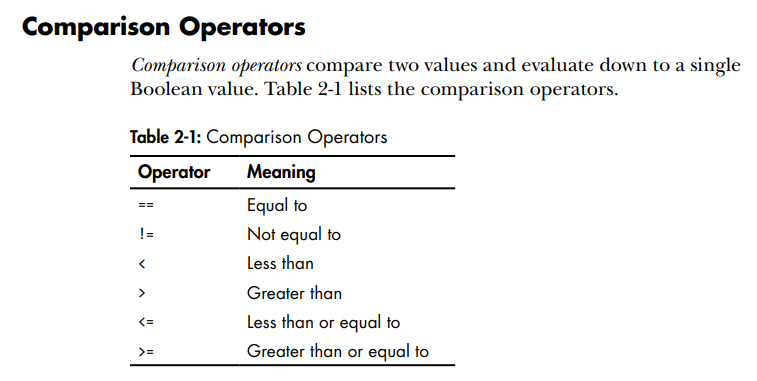 Comparison Operators
Comparison operators compare two values and evaluate down to a single
Boolean value. Table 2-1 lists the comparison operators.
Table 2-1: Comparison Operators
Operator Meaning
== Equal to
!= Not equal to
< Less than
> Greater than
<= Less than or equal to
>= Greater than or equal to